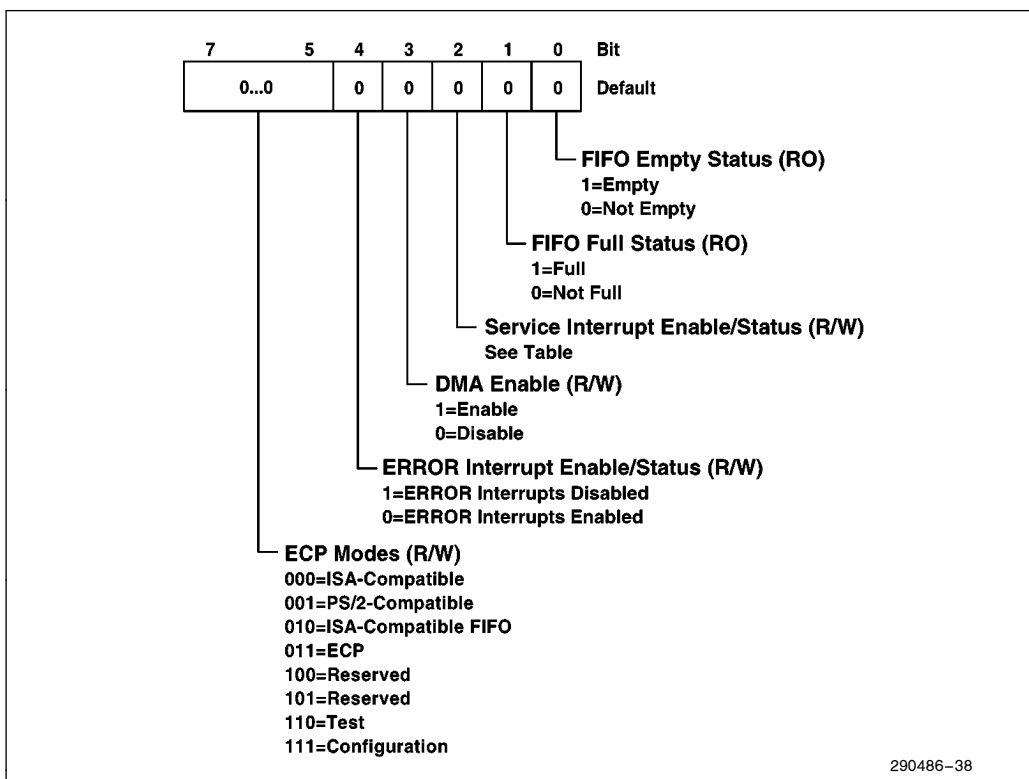 7 5 4 3 2 1 0 Bit
0...0 0 0 0 0 0 Default
FIFO Empty Status (RO)
1=Empty
0=Not Empty
FIFO Full Status (RO)
1=Full
0=Not Full
Service Interrupt Enable/Status (R/W)
See Table
DMA Enable (R/W)
1=Enable
0=Disable
ERROR Interrupt Enable/Status (R/W)
1=ERROR Interrupts Disabled
0=ERROR Interrupts Enabled
ECP Modes (R/W)
000=ISA-Compatible
001=PS/2-Compatible
010=ISA-Compatible FIFO
011=ECP
100=Reserved
101=Reserved
110=Test
111=Configuration
290486–38